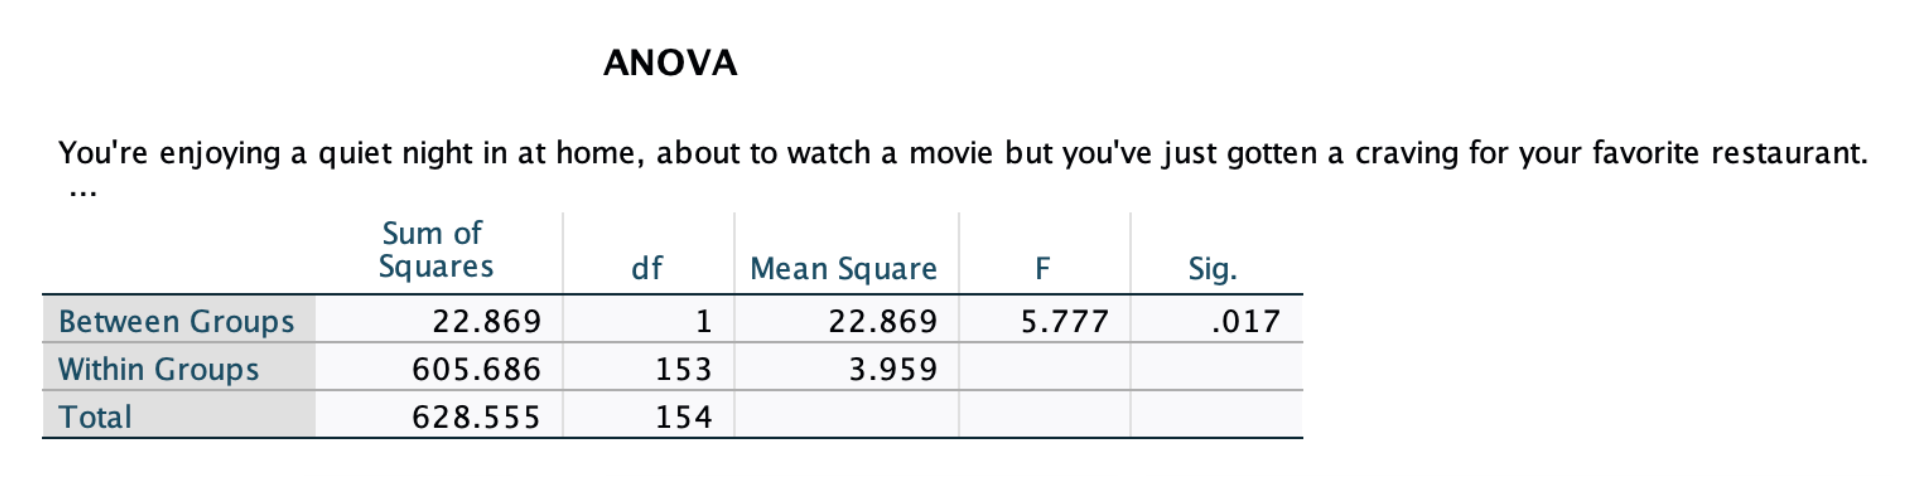 ANOVA
You're enjoying a quiet night in at home, about to watch a movie but you've just gotten a craving for your favorite restaurant.
...
Sum of Squares df Mean Square F Sig.
Between Groups 22.869 1 22.869 5.777 .017
Within Groups 605.686 153 3.959
Total 628.555 154